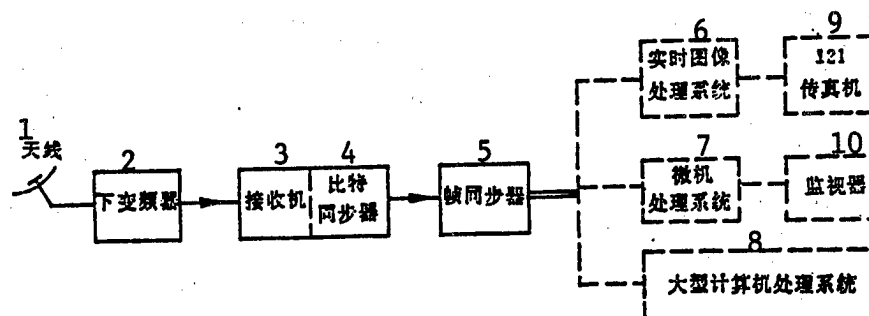 1
天线
2
下变频器
3
接收机
4
比特
同步器
5
帧同步器
6
实时图像
处理系统
7
微机
处理系统
8
大型计算机处理系统
9
121
传真机
10
监视器